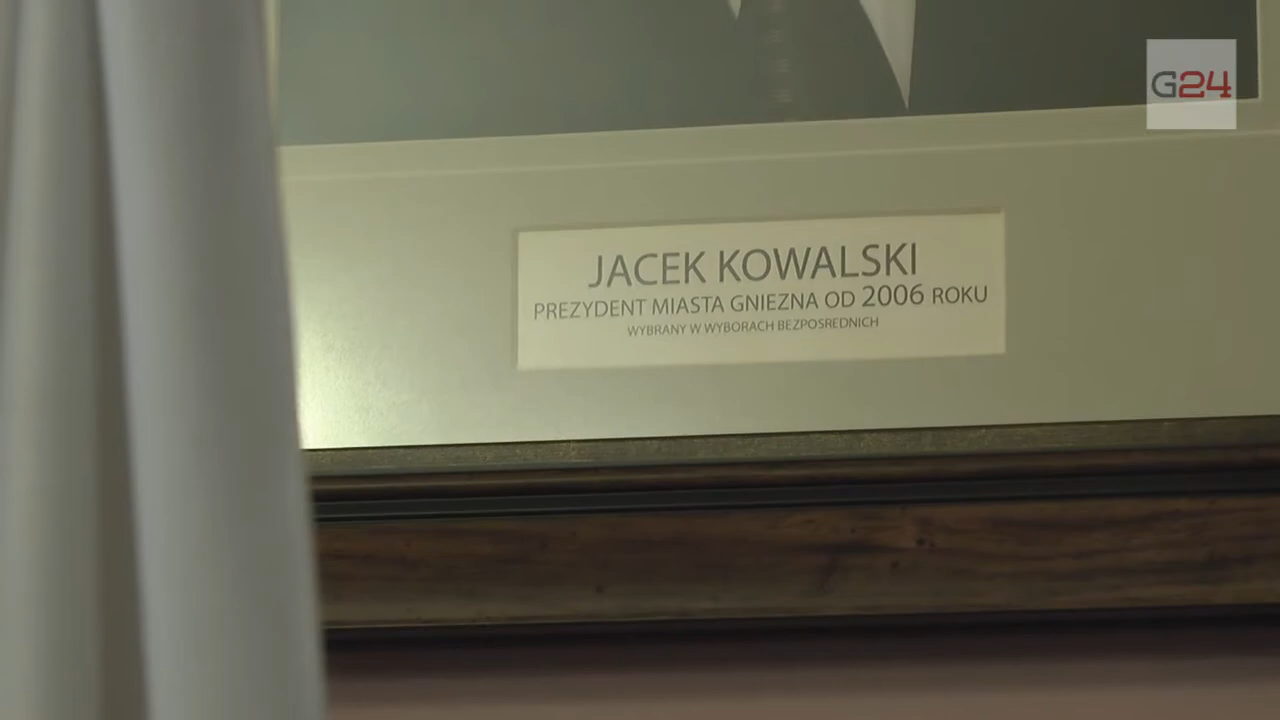 G24
JACEK KOWALSKI
PREZYDENT MIASTA GNIEZNA OD 2006 ROKU
WYBRANY W WYBORACH BEZPOSREDNICH